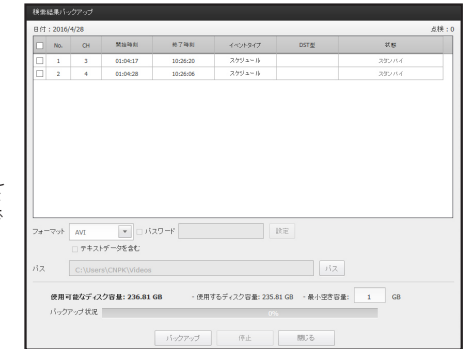 検索結果バックアップ
日付 : 2016/4/28 点検 : 0
No. CH 開始時刻 終了時刻 イベントタイプ DST型 状態
1 3 01:04:17 10:26:20 スケジュール スタンバイ
2 4 01:04:28 10:26:06 スケジュール スタンバイ
フォーマット AVI パスワード 設定
テキストデータを含む
パス C:\Users\CNPK\Videos パス
使用可能なディスク容量: 236.81 GB ・使用するディスク容量: 235.81 GB ・最小空き容量: 1 GB
バックアップ状況 0%
バックアップ 停止 閉じる